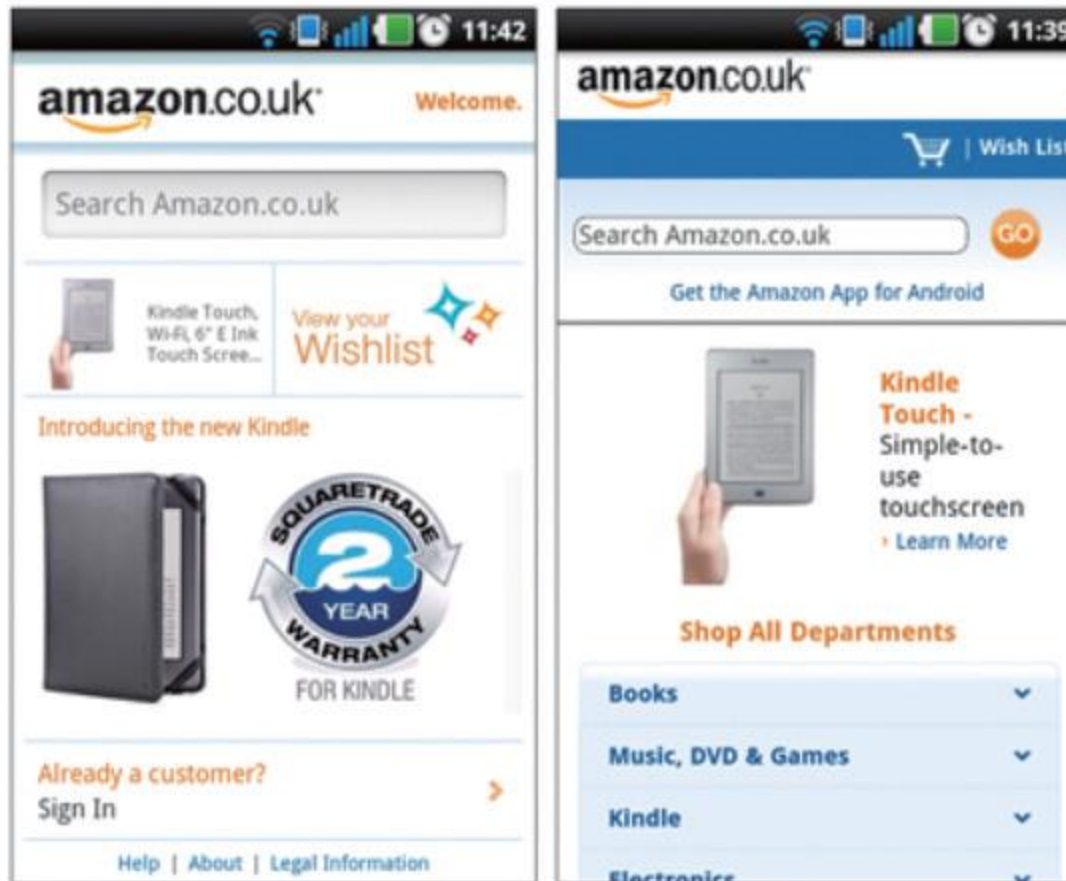 11:42
amazon.co.uk
Welcome.
Search Amazon.co.uk
Kindle Touch,
Wi-Fi, 6" E Ink
Touch Scree...
View your
Wishlist
Introducing the new Kindle
SQUARETRADE
2
YEAR
WARRANTY
FOR KINDLE
Already a customer?
Sign In
Help | About | Legal Information
11:39
amazon.co.uk
| Wish List
Search Amazon.co.uk
GO
Get the Amazon App for Android
Kindle
Touch -
Simple-to-
use
touchscreen
Learn More
Shop All Departments
Books
Music, DVD & Games
Kindle
Electronics